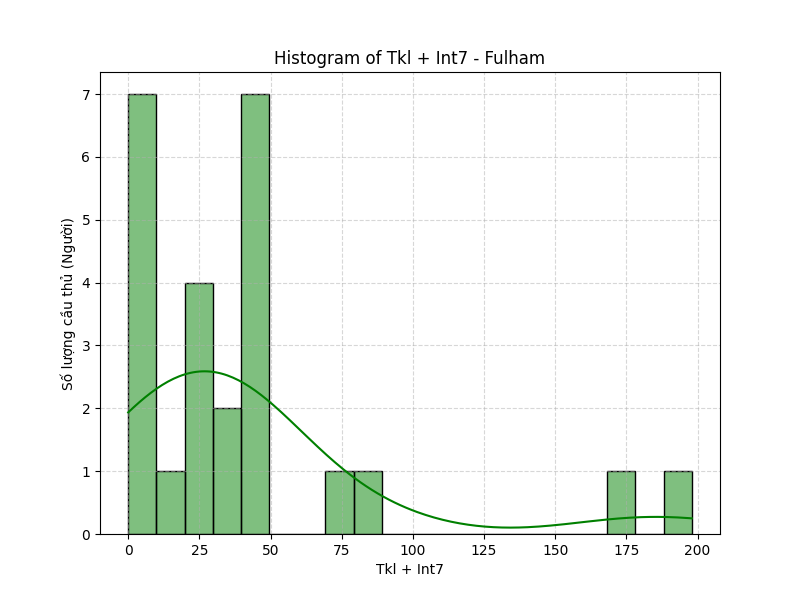 Histogram of Tkl + Int7 - Fulham
Số lượng cầu thủ (Người)
7
6
5
4
3
2
1
0
0 25 50 75 100 125 150 175 200
Tkl + Int7